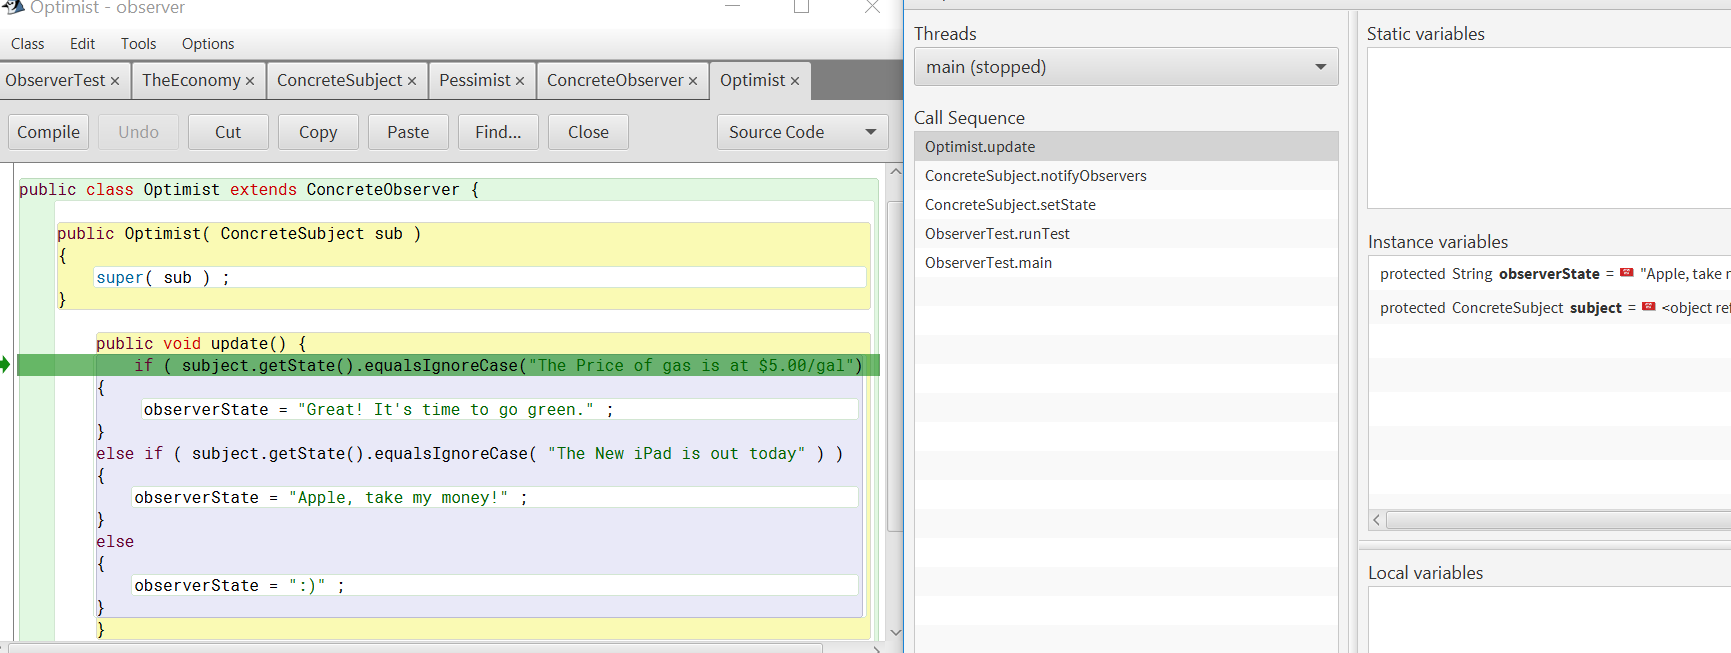 Optimist - observer
Class Edit Tools Options
ObserverTest × TheEconomy × ConcreteSubject × Pessimist × ConcreteObserver × Optimist ×
Compile Undo Cut Copy Paste Find... Close Source Code
public class Optimist extends ConcreteObserver {
public Optimist( ConcreteSubject sub )
{
super( sub ) ;
}
public void update() {
if ( subject.getState().equalsIgnoreCase("The Price of gas is at $5.00/gal")
{
observerState = "Great! It's time to go green." ;
}
else if ( subject.getState().equalsIgnoreCase( "The New iPad is out today" ) )
{
observerState = "Apple, take my money!" ;
}
else
{
observerState = ":)" ;
}
}
Threads
main (stopped)
Call Sequence
Optimist.update
ConcreteSubject.notifyObservers
ConcreteSubject.setState
ObserverTest.runTest
ObserverTest.main
Static variables
Instance variables
protected String observerState = "Apple, take
protected ConcreteSubject subject = <object
Local variables